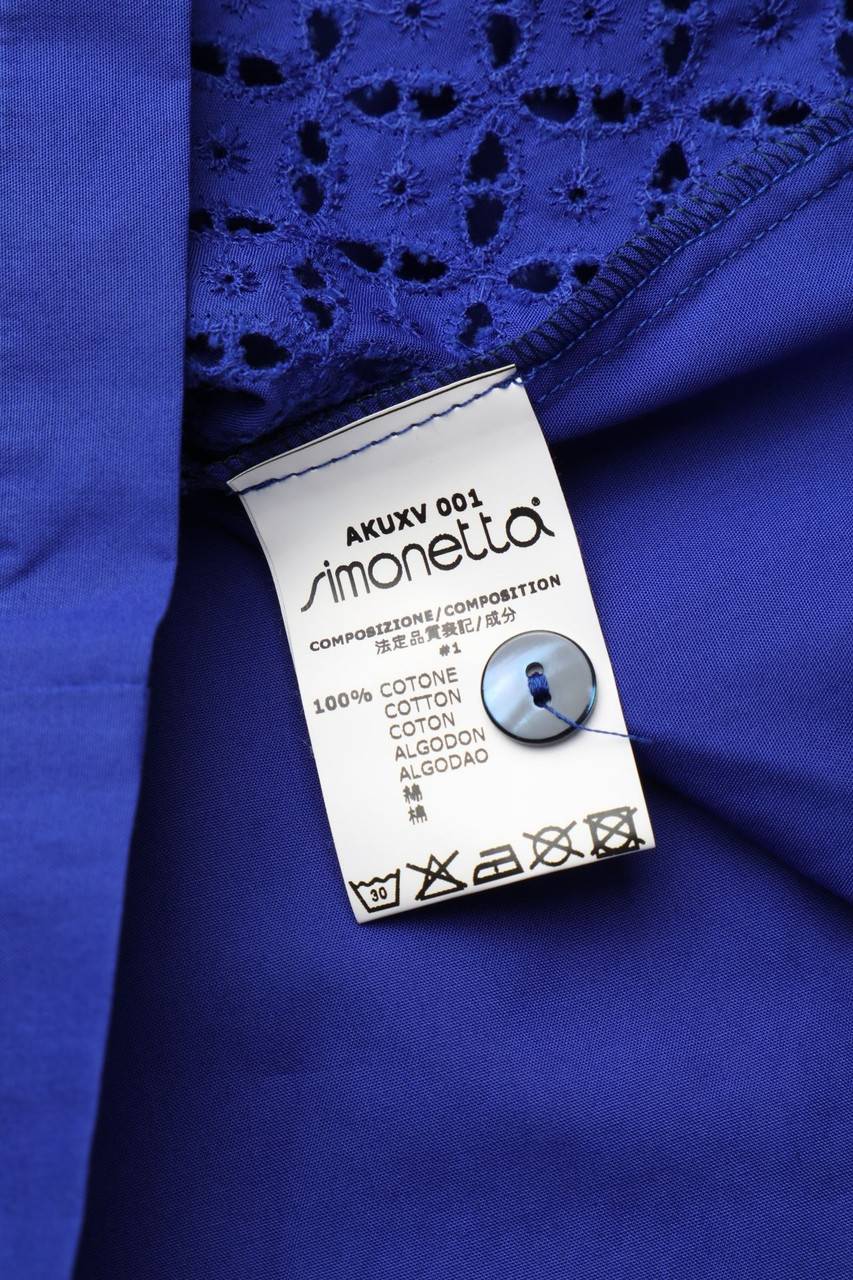 AKUXV 001
simonetta®
COMPOSIZIONE/COMPOSITION
法定品質表記/成分
#1
100% COTONE
COTTON
COTON
ALGODON
ALGODAO
綿
棉
30